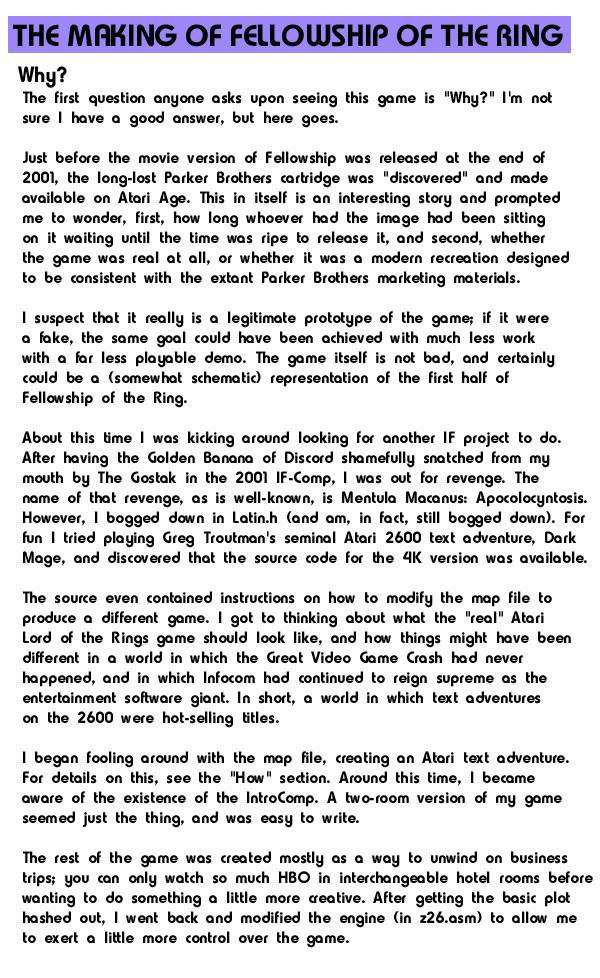 THE MAKING OF FELLOWSHIP OF THE RING
Why?
The first question anyone asks upon seeing this game is "Why?" I'm not
sure I have a good answer, but here goes.
Just before the movie version of Fellowship was released at the end of
2001, the long-lost Parker Brothers cartridge was "discovered" and made
available on Atari Age. This in itself is an interesting story and prompted
me to wonder, first, how long whoever had the image had been sitting
on it waiting until the time was ripe to release it, and second, whether
the game was real at all, or whether it was a modern recreation designed
to be consistent with the extant Parker Brothers marketing materials.
I suspect that it really is a legitimate prototype of the game; if it were
a fake, the same goal could have been achieved with much less work
with a far less playable demo. The game itself is not bad, and certainly
could be a (somewhat schematic) representation of the first half of
Fellowship of the Ring.
About this time I was kicking around looking for another IF project to do.
After having the Golden Banana of Discord shamefully snatched from my
mouth by The Gostak in the 2001 IF-Comp, I was out for revenge. The
name of that revenge, as is well-known, is Mentula Macanus: Apocolocyntosis.
However, I bogged down in Latin.h (and am, in fact, still bogged down). For
fun I tried playing Greg Troutman's seminal Atari 2600 text adventure, Dark
Mage, and discovered that the source code for the 4K version was available.
The source even contained instructions on how to modify the map file to
produce a different game. I got to thinking about what the "real" Atari
Lord of the Rings game should look like, and how things might have been
different in a world in which the Great Video Game Crash had never
happened, and in which Infocom had continued to reign supreme as the
entertainment software giant. In short, a world in which text adventures
on the 2600 were hot-selling titles.
I began fooling around with the map file, creating an Atari text adventure.
For details on this, see the "How" section. Around this time, I became
aware of the existence of the IntroComp. A two-room version of my game
seemed just the thing, and was easy to write.
The rest of the game was created mostly as a way to unwind on business
trips; you can only watch so much HBO in interchangeable hotel rooms before
wanting to do something a little more creative. After getting the basic plot
hashed out, I went back and modified the engine (in z26.asm) to allow me
to exert a little more control over the game.